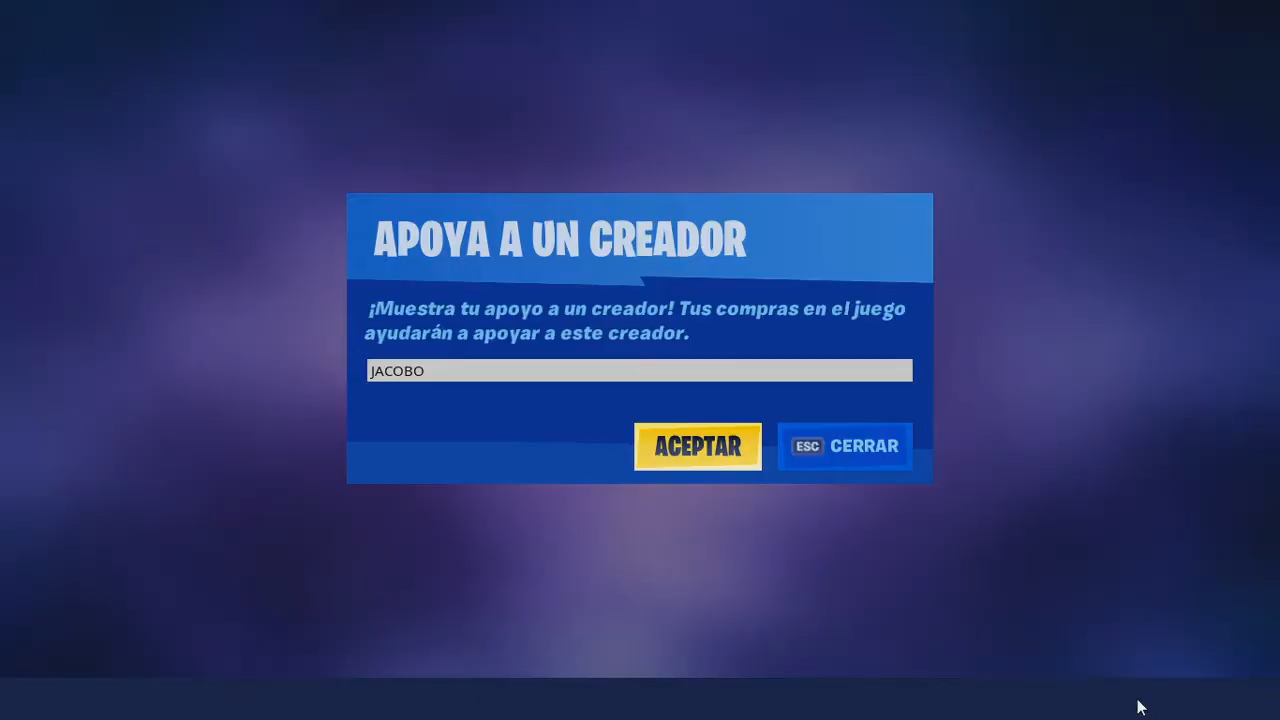 APOYA A UN CREADOR
¡Muestra tu apoyo a un creador! Tus compras en el juego
ayudarán a apoyar a este creador.
JACOBO
ACEPTAR
ESC CERRAR